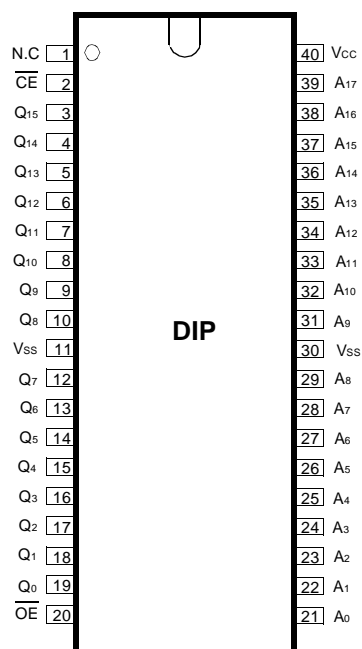 N.C 1 40 VCC
CE 2 39 A17
Q15 3 38 A16
Q14 4 37 A15
Q13 5 36 A14
Q12 6 35 A13
Q11 7 34 A12
Q10 8 33 A11
Q9 9 32 A10
Q8 10 31 A9
VSS 11 DIP 30 VSS
Q7 12 29 A8
Q6 13 28 A7
Q5 14 27 A6
Q4 15 26 A5
Q3 16 25 A4
Q2 17 24 A3
Q1 18 23 A2
Q0 19 22 A1
OE 20 21 A0